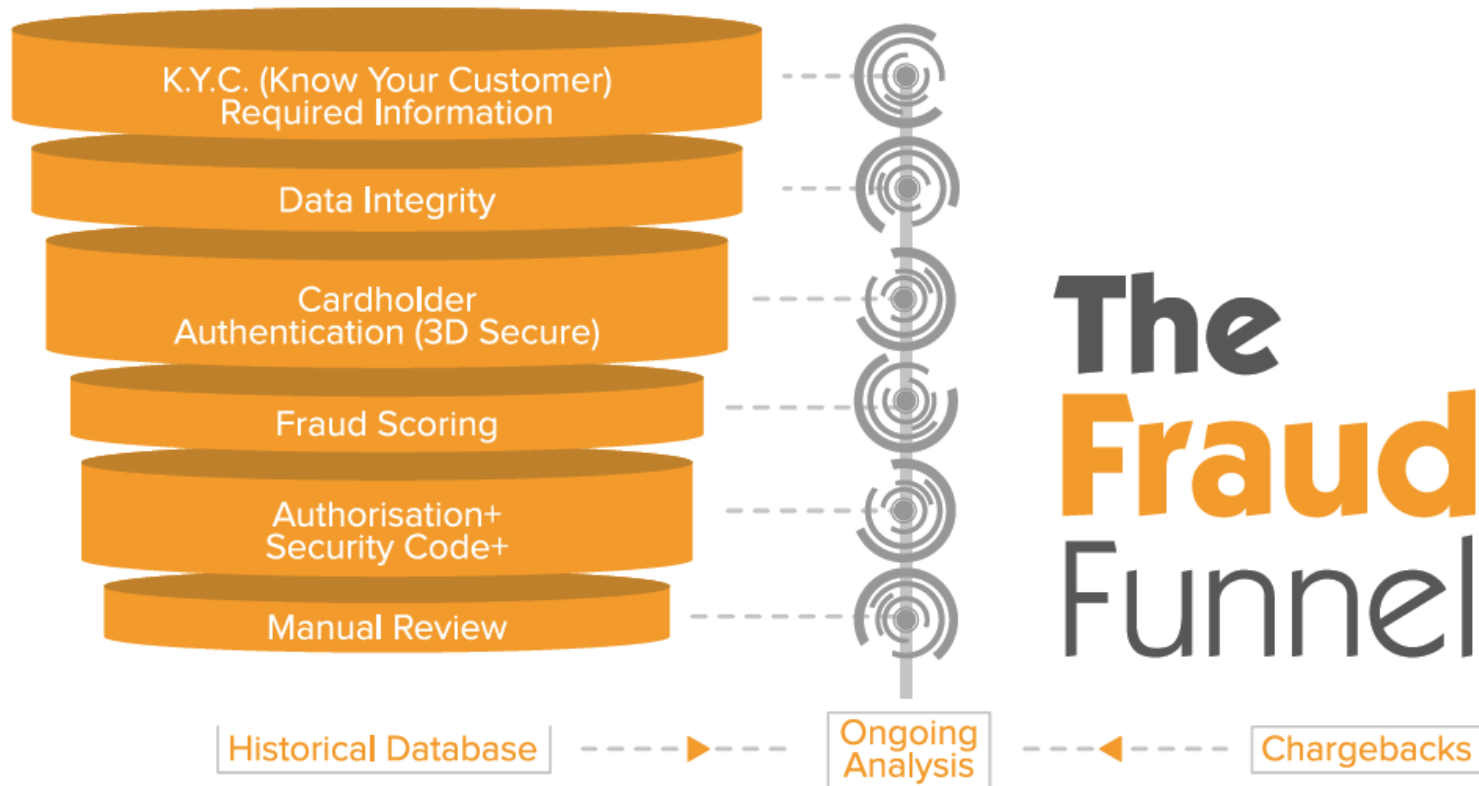 K.Y.C. (Know Your Customer)
Required Information
Data Integrity
Cardholder
Authentication (3D Secure)
Fraud Scoring
Authorisation+
Security Code+
Manual Review
The
Fraud
Funnel
Historical Database
Ongoing
Analysis
Chargebacks